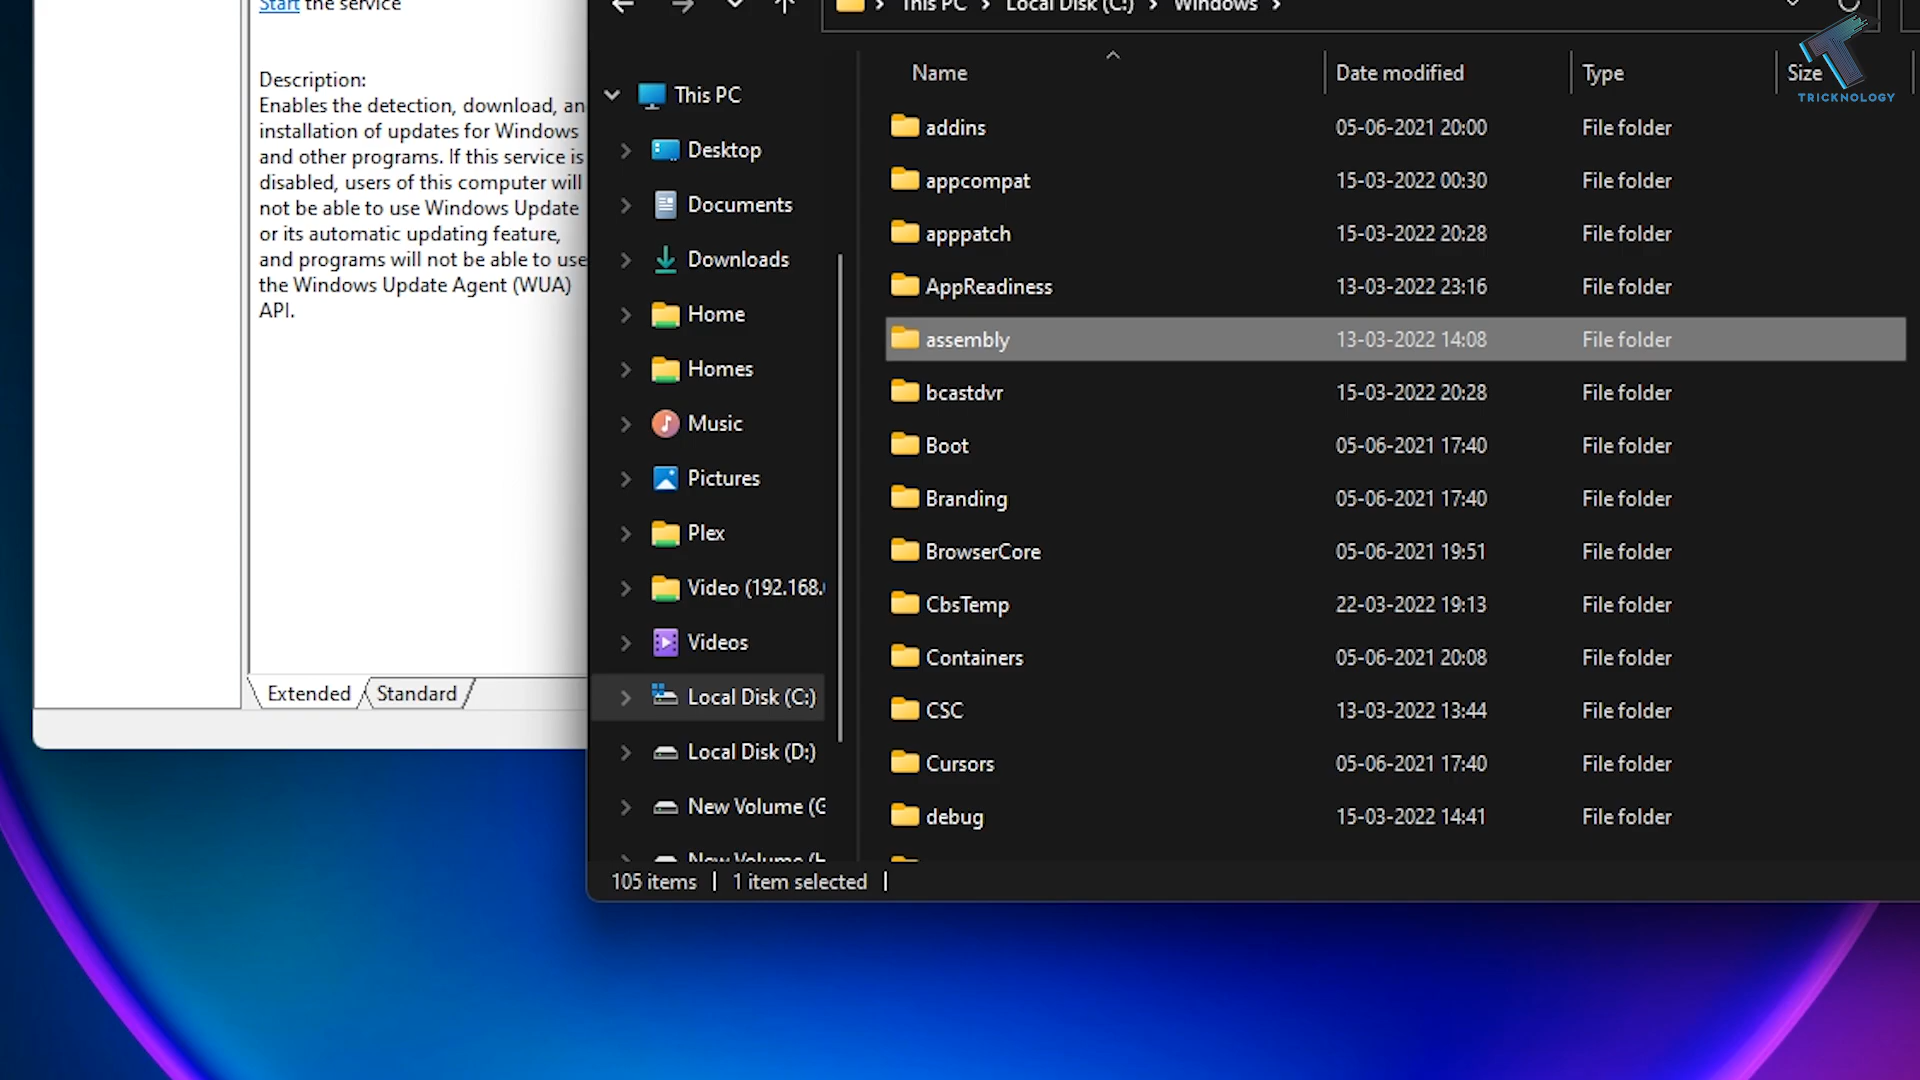 Start the service
Description:
Enables the detection, download, an
installation of updates for Windows
and other programs. If this service is
disabled, users of this computer will
not be able to use Windows Update
or its automatic updating feature,
and programs will not be able to use
the Windows Update Agent (WUA)
API.
Extended Standard
This PC Local Disk (C:) Windows
This PC
Desktop
Documents
Downloads
Home
Homes
Music
Pictures
Plex
Video (192.168.
Videos
Local Disk (C:)
Local Disk (D:)
New Volume (G
New Volume (
Name Date modified Type Size
addins 05-06-2021 20:00 File folder
appcompat 15-03-2022 00:30 File folder
apppatch 15-03-2022 20:28 File folder
AppReadiness 13-03-2022 23:16 File folder
assembly 13-03-2022 14:08 File folder
bcastdvr 15-03-2022 20:28 File folder
Boot 05-06-2021 17:40 File folder
Branding 05-06-2021 17:40 File folder
BrowserCore 05-06-2021 19:51 File folder
CbsTemp 22-03-2022 19:13 File folder
Containers 05-06-2021 20:08 File folder
CSC 13-03-2022 13:44 File folder
Cursors 05-06-2021 17:40 File folder
debug 15-03-2022 14:41 File folder
105 items | 1 item selected |
TRICKNOLOGY